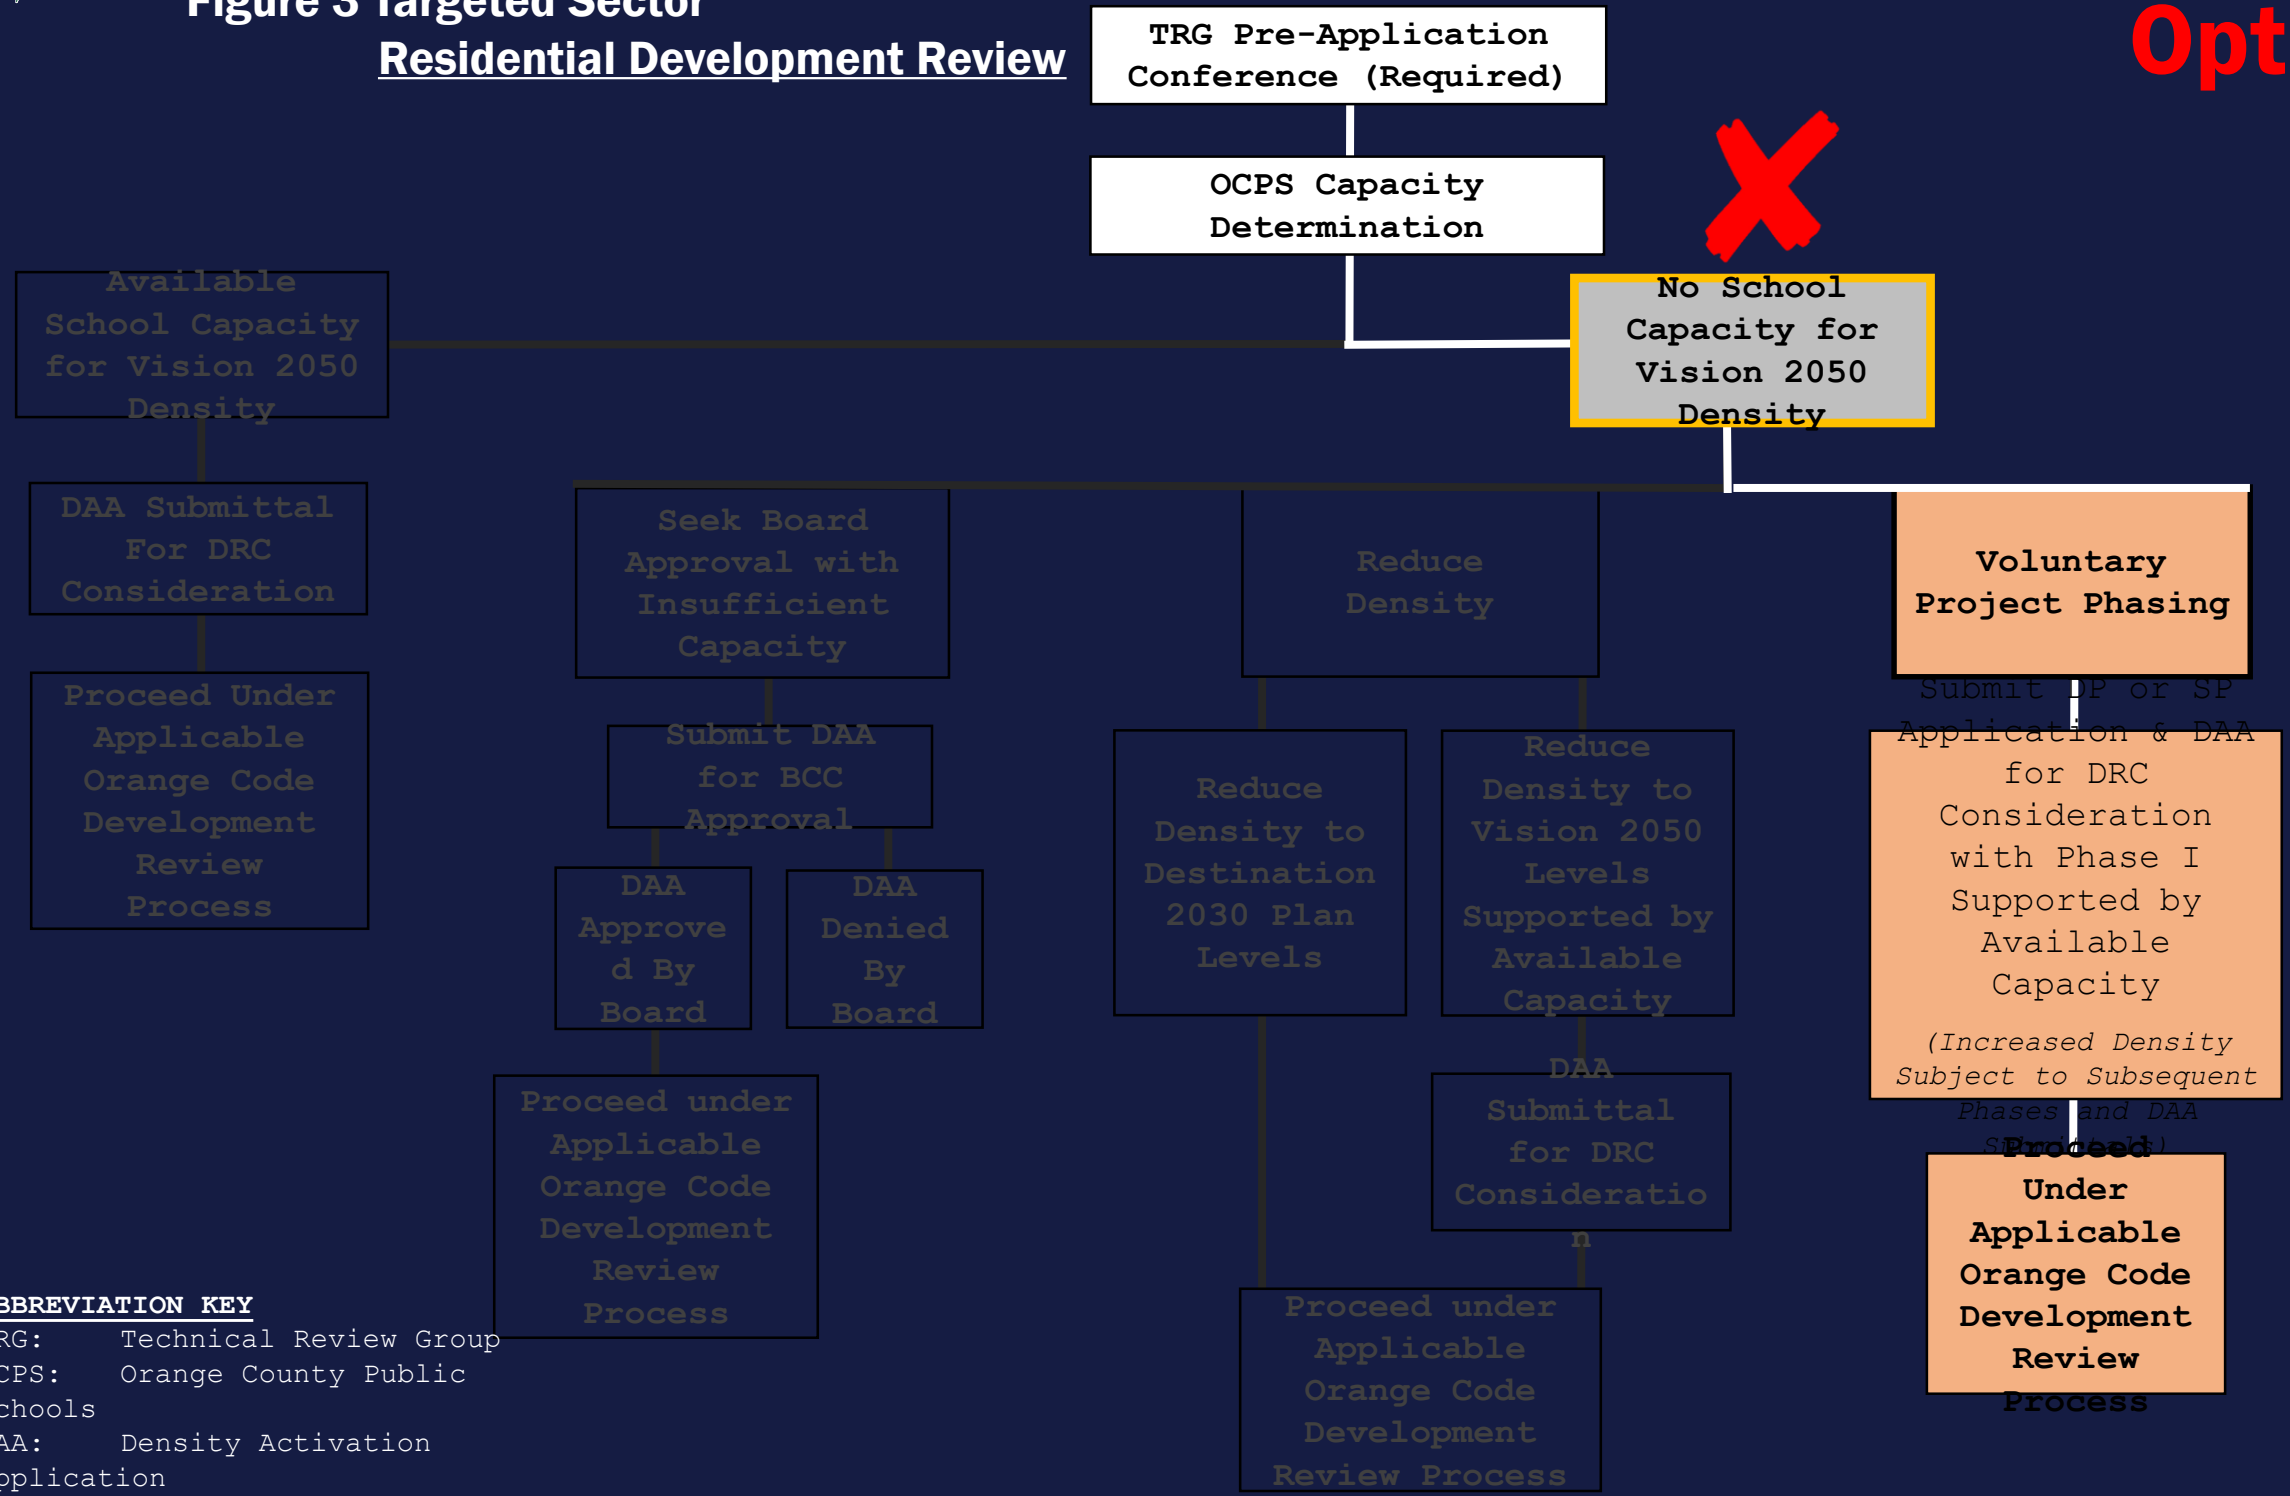 Figure 3 Targeted Sector
Residential Development Review
Opt
TRG Pre-Application
Conference (Required)
OCPS Capacity
Determination
Available
School Capacity
for Vision 2050
Density
No School
Capacity for
Vision 2050
Density
DAA Submittal
For DRC
Consideration
Proceed Under
Applicable
Orange Code
Development
Review
Process
Seek Board
Approval with
Insufficient
Capacity
Submit DAA
for BCC
Approval
DAA
Approve
d By
Board
DAA
Denied
By
Board
Proceed under
Applicable
Orange Code
Development
Review
Process
Reduce
Density
Reduce
Density to
Destination
2030 Plan
Levels
Reduce
Density to
Vision 2050
Levels
Supported by
Available
Capacity
DAA
Submittal
for DRC
Consideratio
n
Proceed under
Applicable
Orange Code
Development
Review Process
Voluntary
Project Phasing
Submit DP or SP
Application & DAA
for DRC
Consideration
with Phase I
Supported by
Available
Capacity
(Increased Density
Subject to Subsequent
Phases and DAA
Submittals)
Proceed
Under
Applicable
Orange Code
Development
Review
Process
BBREVIATION KEY
RG: Technical Review Group
CPS: Orange County Public
chools
AA: Density Activation
pplication